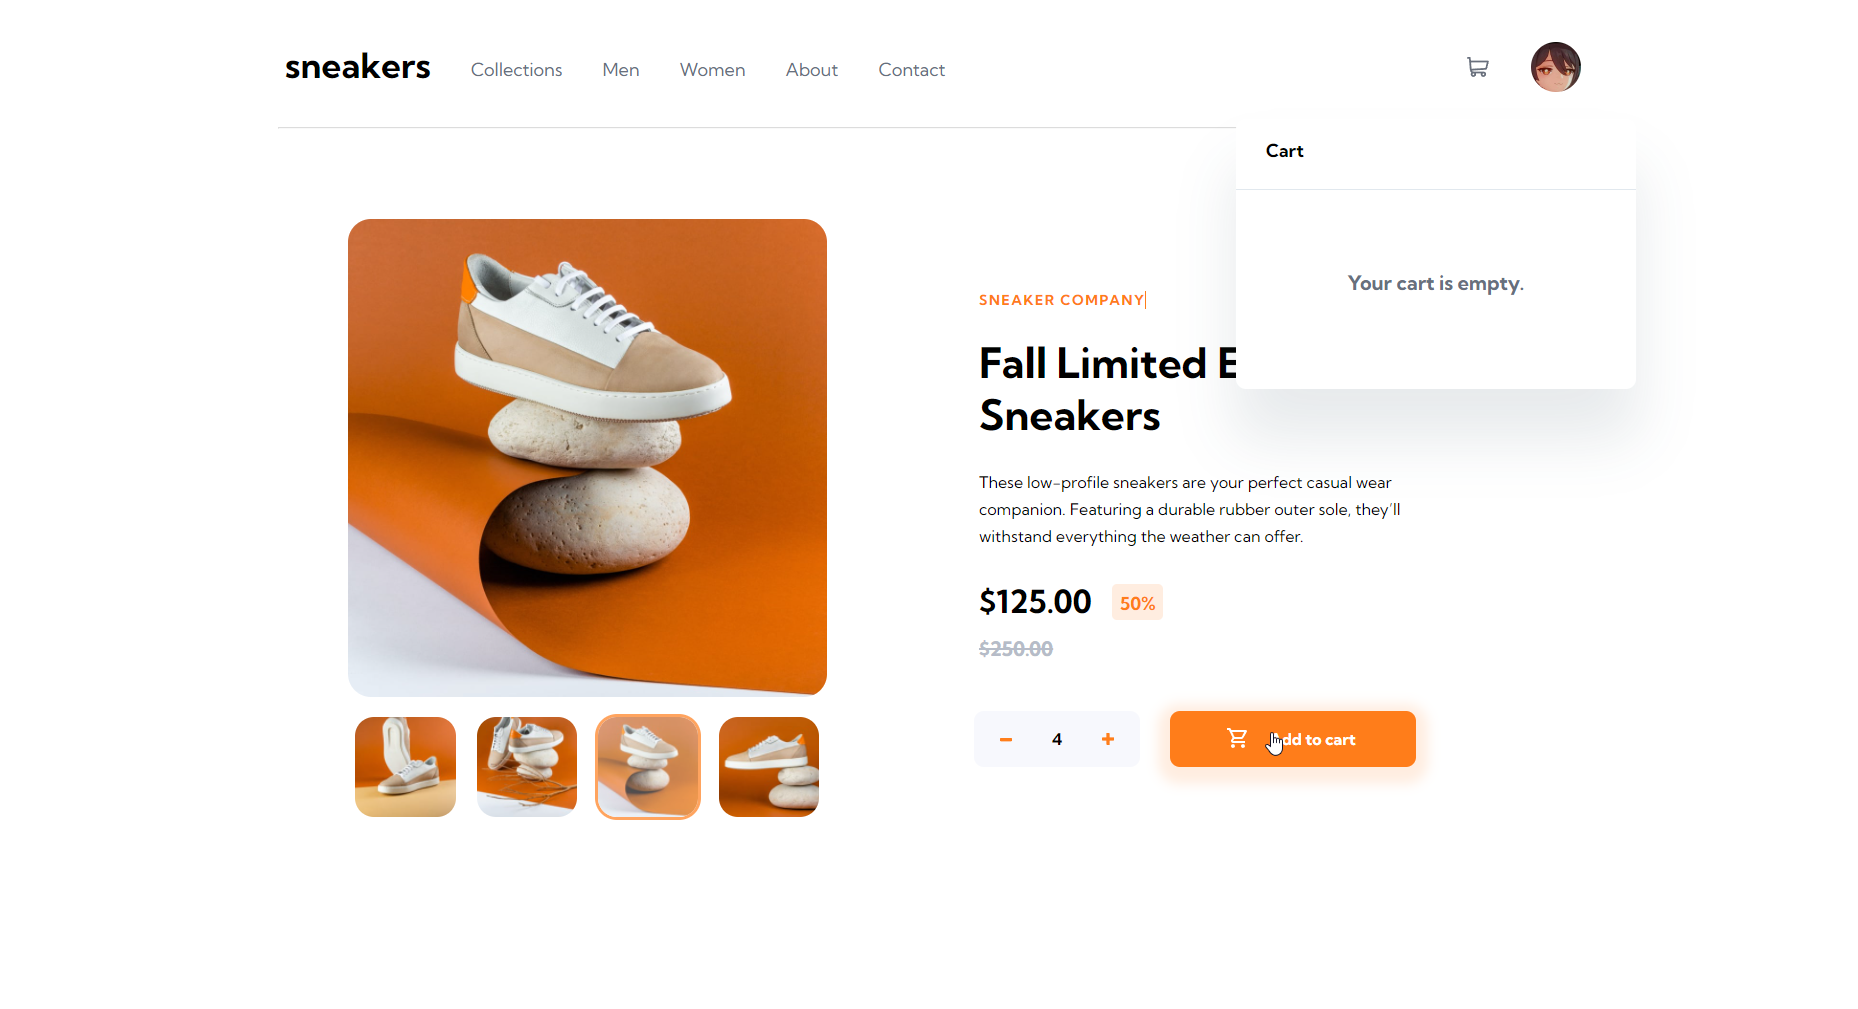 sneakers
Collections
Men
Women
About
Contact
Cart
Your cart is empty.
SNEAKER COMPANY
Fall Limited E
Sneakers
These low-profile sneakers are your perfect casual wear
companion. Featuring a durable rubber outer sole, they'll
withstand everything the weather can offer.
$125.00
50%
$250.00
4
dd to cart